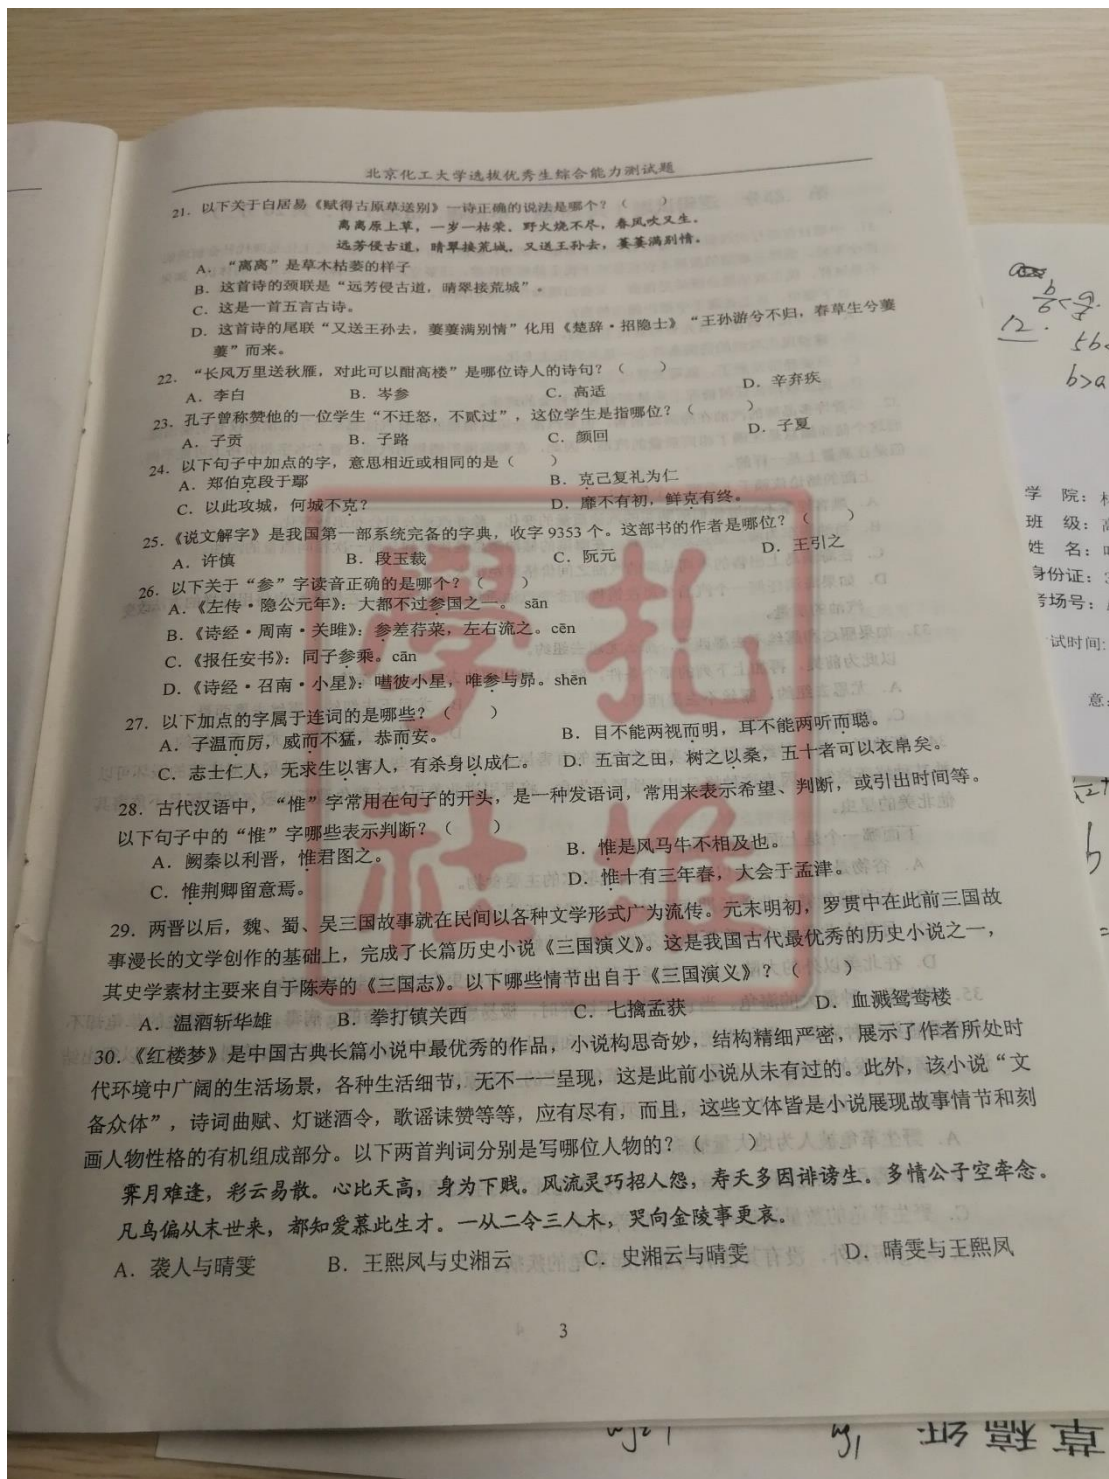 北京化工大学选拔优秀生综合能力测试题
21．以下关于白居易《赋得古原草送别》一诗正确的说法是哪个？（ ）
离离原上草，一岁一枯荣．野火烧不尽，春风吹又生．
远芳侵古道，晴翠接荒城．又送王孙去，萋萋满别情．
A．“离离”是草木枯萎的样子
B．这首诗的颈联是“远芳侵古道，晴翠接荒城”。
C．这是一首五言古诗。
D．这首诗的尾联“又送王孙去，萋萋满别情”化用《楚辞·招隐士》“王孙游兮不归，春草生兮萋
萋”而来。
22．“长风万里送秋雁，对此可以酣高楼”是哪位诗人的诗句？（ ）
A．李白 B．岑参 C．高适 D．辛弃疾
23．孔子曾称赞他的一位学生“不迁怒，不贰过”，这位学生是指哪位？（ ）
A．子贡 B．子路 C．颜回 D．子夏
24．以下句子中加点的字，意思相近或相同的是（ ）
A．郑伯克段于鄢 B．克己复礼为仁
C．以此攻城，何城不克？ D．靡不有初，鲜克有终。
25．《说文解字》是我国第一部系统完备的字典，收字 9353 个。这部书的作者是哪位？（ ）
A．许慎 B．段玉裁 C．阮元 D．王引之
26．以下关于“参”字读音正确的是哪个？（ ）
A．《左传·隐公元年》：大都不过参国之一。 sān
B．《诗经·周南·关雎》：参差荇菜，左右流之。cēn
C．《报任安书》：同子参乘。cān
D．《诗经·召南·小星》：嘒彼小星，唯参与昴。shēn
27．以下加点的字属于连词的是哪些？（ ）
A．子温而厉，威而不猛，恭而安。 B．目不能两视而明，耳不能两听而聪。
C．志士仁人，无求生以害人，有杀身以成仁。 D．五亩之田，树之以桑，五十者可以衣帛矣。
28．古代汉语中，“惟”字常用在句子的开头，是一种发语词，常用来表示希望、判断，或引出时间等。
以下句子中的“惟”字哪些表示判断？（ ）
A．阙秦以利晋，惟君图之。 B．惟是风马牛不相及也。
C．惟荆卿留意焉。 D．惟十有三年春，大会于孟津。
29．两晋以后，魏、蜀、吴三国故事就在民间以各种文学形式广为流传。元末明初，罗贯中在此前三国故
事漫长的文学创作的基础上，完成了长篇历史小说《三国演义》。这是我国古代最优秀的历史小说之一，
其史学素材主要来自于陈寿的《三国志》。以下哪些情节出自于《三国演义》？（ ）
A．温酒斩华雄 B．拳打镇关西 C．七擒孟获 D．血溅鸳鸯楼
30．《红楼梦》是中国古典长篇小说中最优秀的作品，小说构思奇妙，结构精细严密，展示了作者所处时
代环境中广阔的生活场景，各种生活细节，无不一一呈现，这是此前小说从未有过的。此外，该小说“文
备众体”，诗词曲赋、灯谜酒令，歌谣诔赞等等，应有尽有，而且，这些文体皆是小说展现故事情节和刻
画人物性格的有机组成部分。以下两首判词分别是写哪位人物的？（ ）
霁月难逢，彩云易散。心比天高，身为下贱。风流灵巧招人怨，寿夭多因诽谤生。多情公子空牵念。
凡鸟偏从末世来，都知爱慕此生才。一从二令三人木，哭向金陵事更哀。
A．袭人与晴雯 B．王熙凤与史湘云 C．史湘云与晴雯 D．晴雯与王熙凤
3
學扎
社堆
12.
5b<
b>a
学 院：
班 级：
姓 名：
身份证：
考场号：
试时间:
意
b
草稿纸